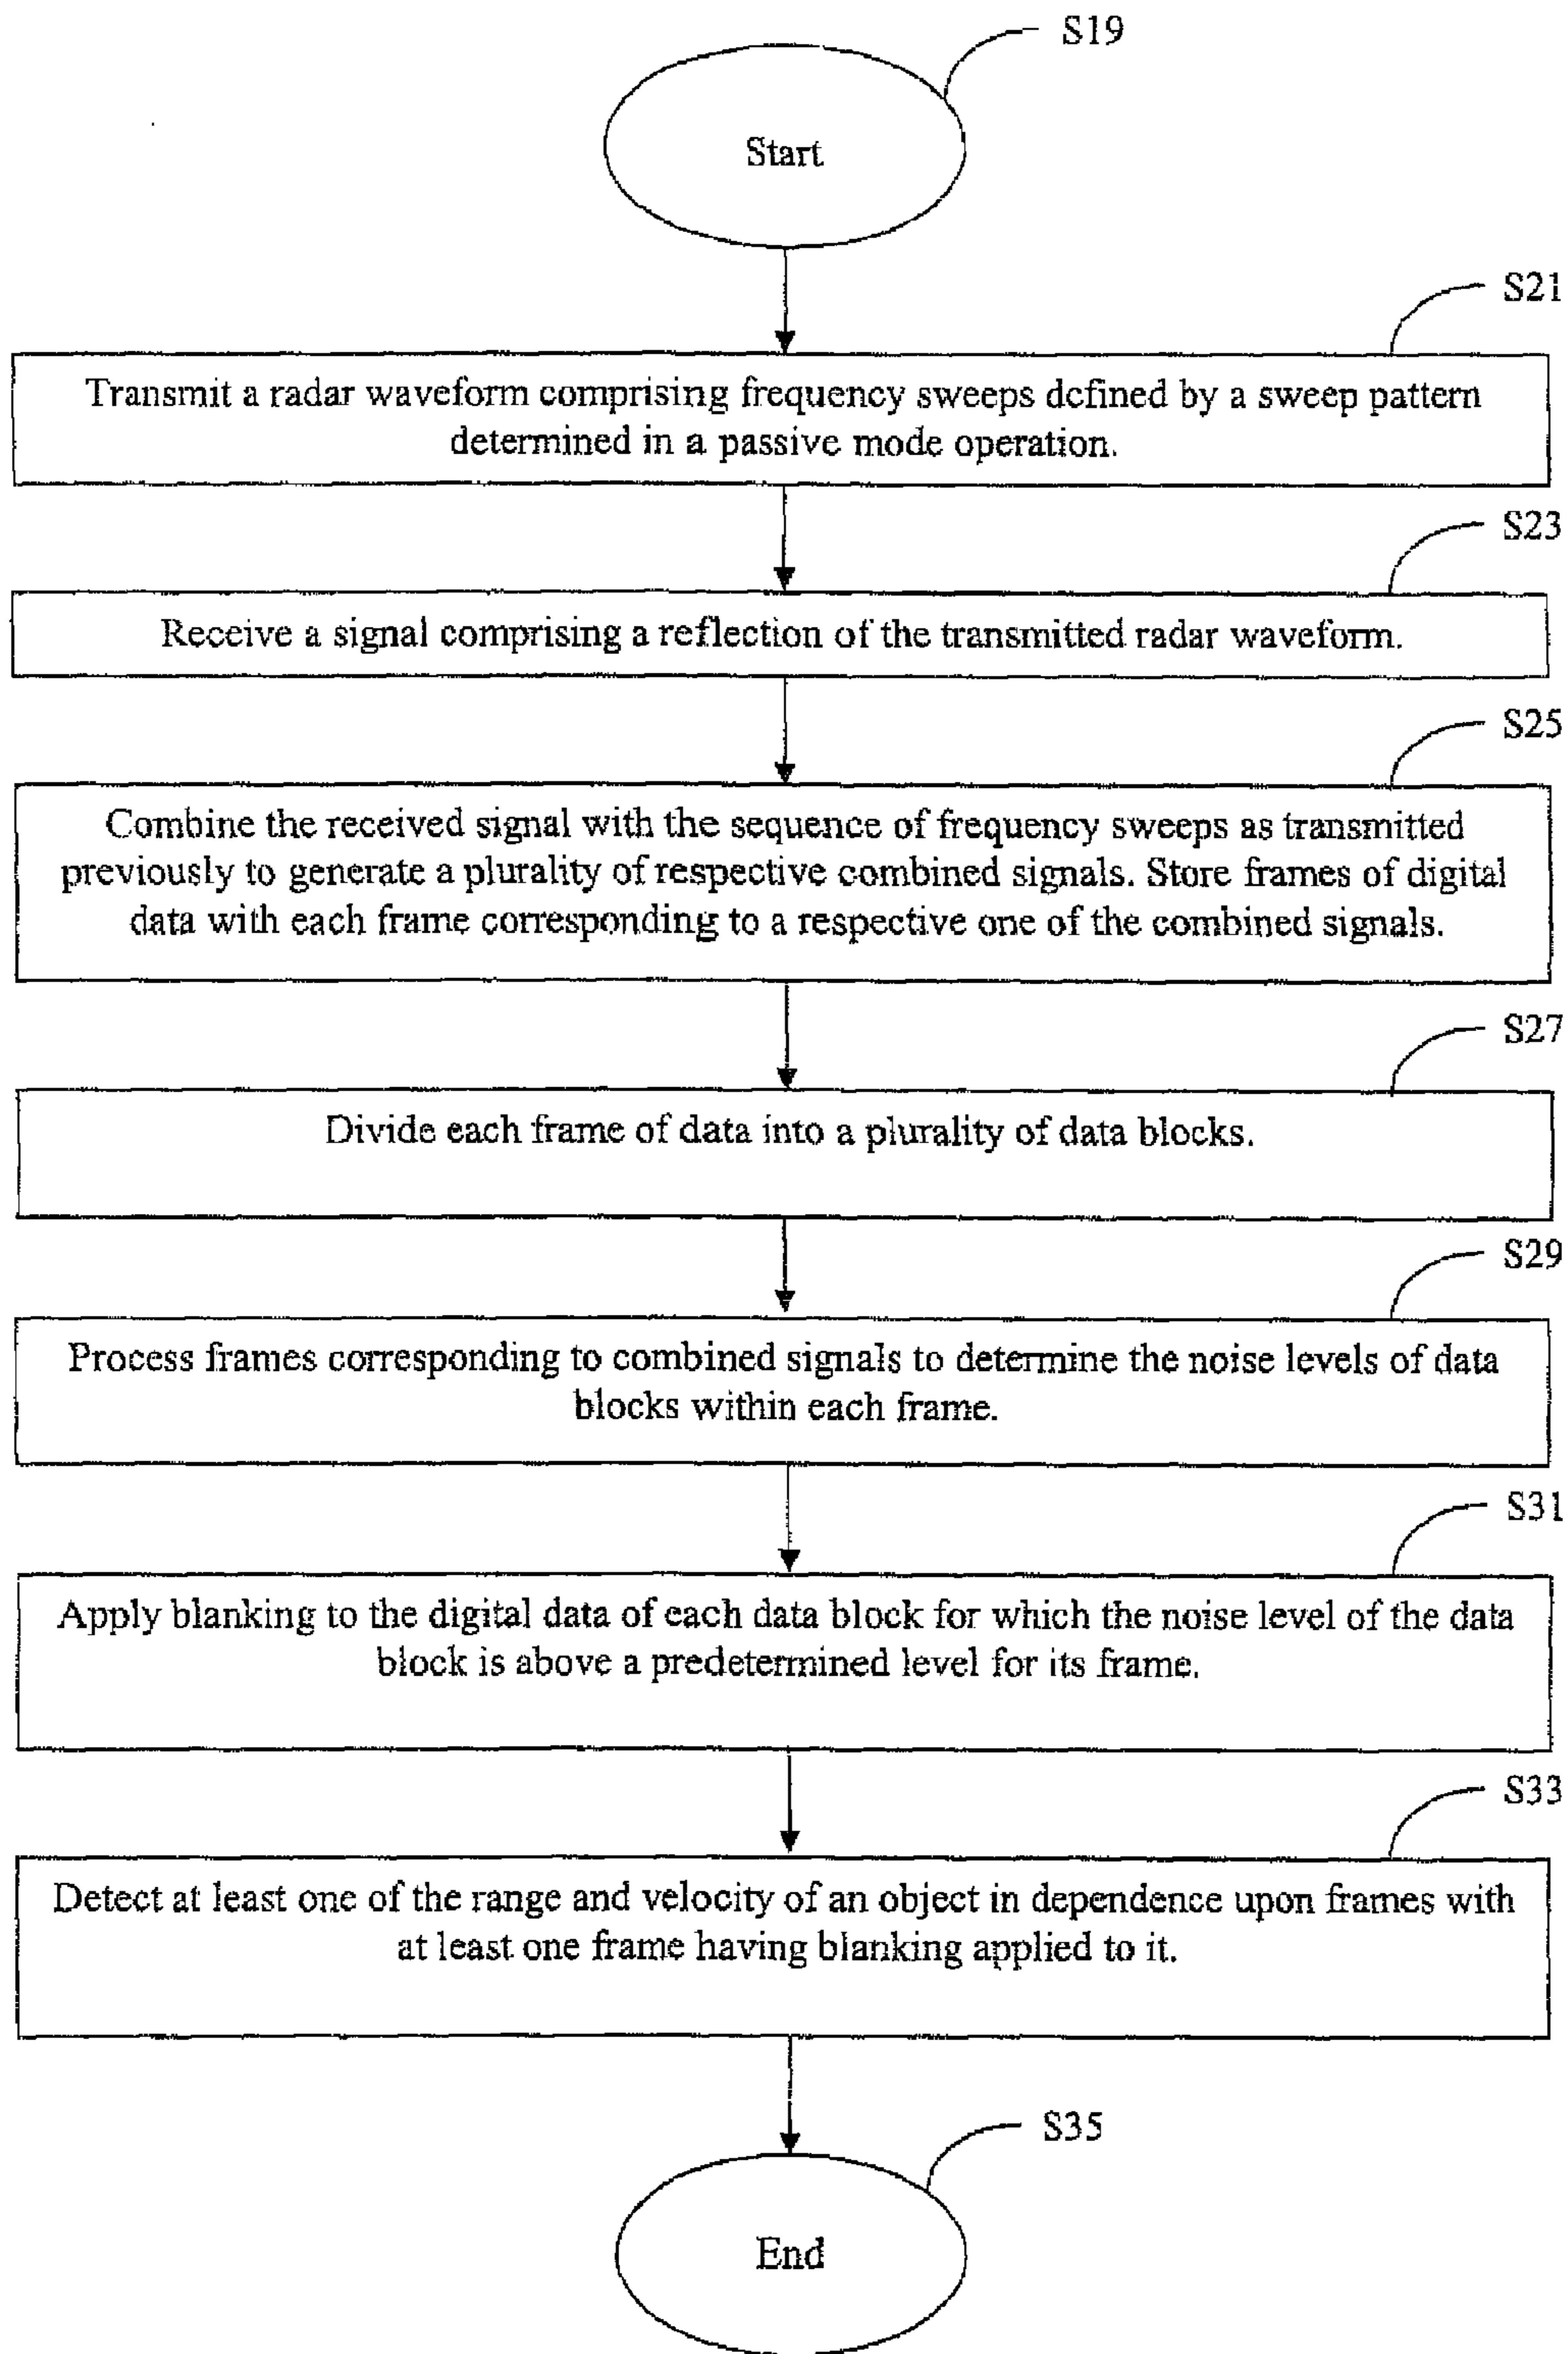 S19
Start
S21
Transmit a radar waveform comprising frequency sweeps defined by a sweep pattern
determined in a passive mode operation.
S23
Receive a signal comprising a reflection of the transmitted radar waveform.
S25
Combine the received signal with the sequence of frequency sweeps as transmitted
previously to generate a plurality of respective combined signals. Store frames of digital
data with each frame corresponding to a respective one of the combined signals.
S27
Divide each frame of data into a plurality of data blocks.
S29
Process frames corresponding to combined signals to determine the noise levels of data
blocks within each frame.
S31
Apply blanking to the digital data of each data block for which the noise level of the data
block is above a predetermined level for its frame.
S33
Detect at least one of the range and velocity of an object in dependence upon frames with
at least one frame having blanking applied to it.
S35
End